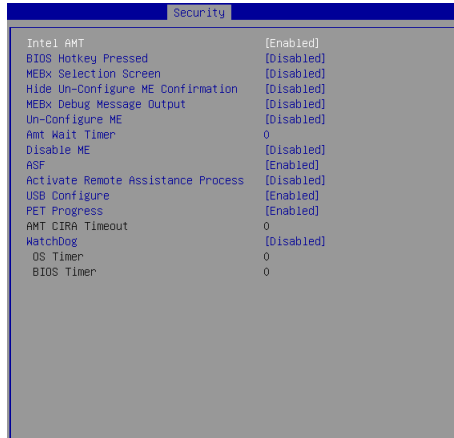 Security
Intel AMT [Enabled]
BIOS Hotkey Pressed [Disabled]
MEBx Selection Screen [Disabled]
Hide Un-Configure ME Confirmation [Disabled]
MEBx Debug Message Output [Disabled]
Un-Configure ME [Disabled]
Amt Wait Timer 0
Disable ME [Disabled]
ASF [Enabled]
Activate Remote Assistance Process [Disabled]
USB Configure [Enabled]
PET Progress [Enabled]
AMT CIRA Timeout 0
WatchDog [Disabled]
OS Timer 0
BIOS Timer 0